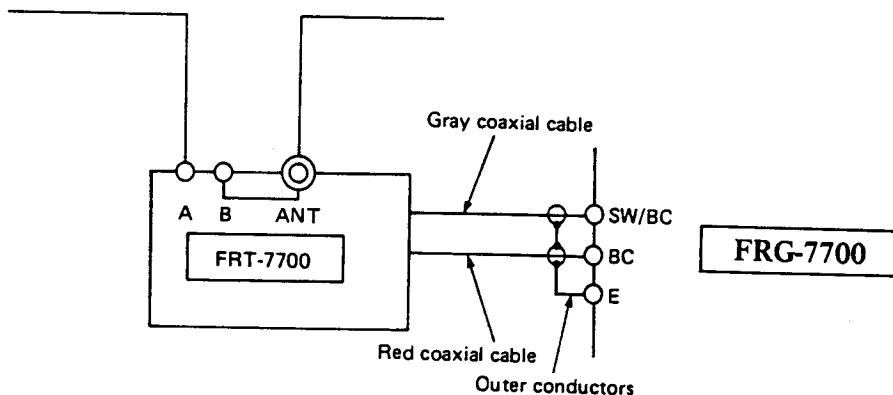 Gray coaxial cable
A B ANT
SW/BC
FRT-7700
BC
FRG-7700
E
Red coaxial cable
Outer conductors